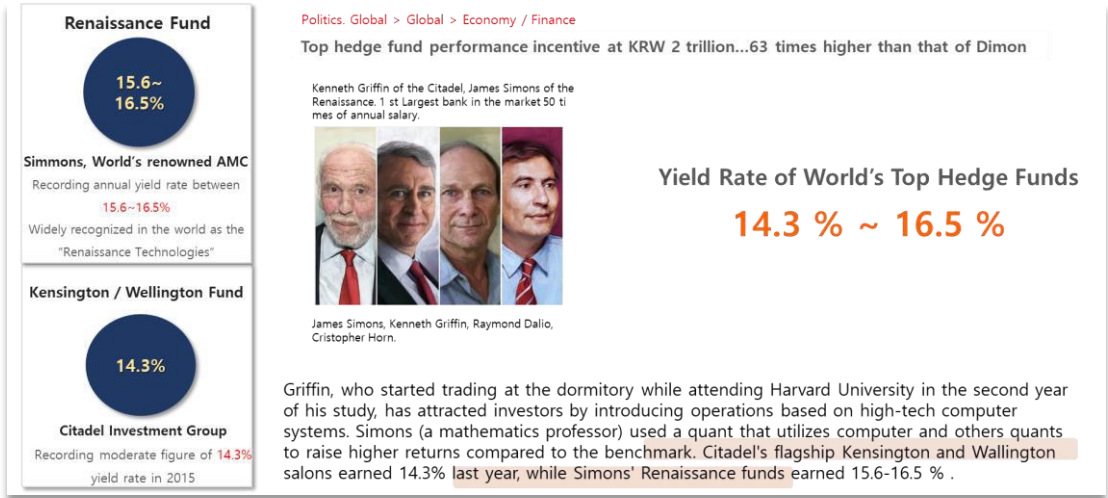 Renaissance Fund
15.6~
16.5%
Simmons, World's renowned AMC
Recording annual yield rate between
15.6~16.5%
Widely recognized in the world as the
"Renaissance Technologies"
Kensington / Wellington Fund
14.3%
Citadel Investment Group
Recording moderate figure of 14.3%
yield rate in 2015
Politics. Global > Global > Economy / Finance
Top hedge fund performance incentive at KRW 2 trillion...63 times higher than that of Dimon
Kenneth Griffin of the Citadel, James Simons of the
Renaissance. 1 st Largest bank in the market 50 ti
mes of annual salary.
James Simons, Kenneth Griffin, Raymond Dalio,
Cristopher Horn.
Yield Rate of World's Top Hedge Funds
14.3 % ~ 16.5 %
Griffin, who started trading at the dormitory while attending Harvard University in the second year
of his study, has attracted investors by introducing operations based on high-tech computer
systems. Simons (a mathematics professor) used a quant that utilizes computer and others quants
to raise higher returns compared to the benchmark. Citadel's flagship Kensington and Wallington
salons earned 14.3% last year, while Simons' Renaissance funds earned 15.6-16.5 % .